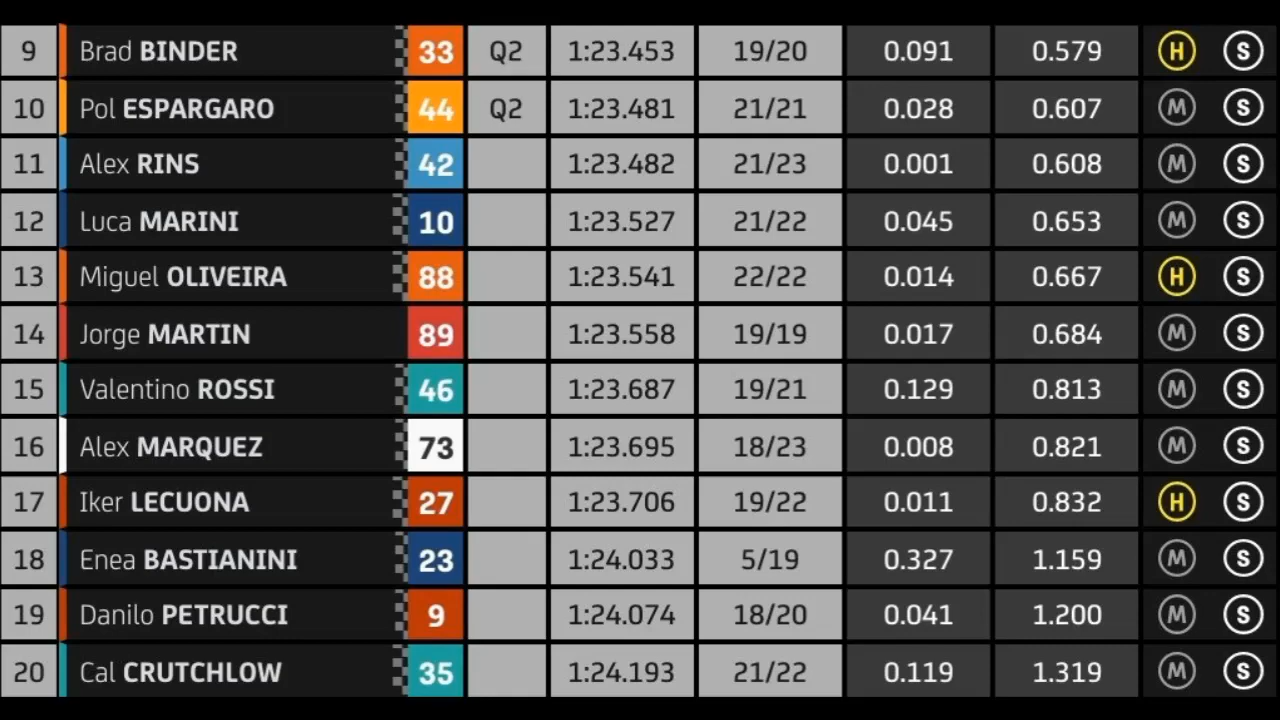 9 Brad BINDER 33 Q2 1:23.453 19/20 0.091 0.579 H S
10 Pol ESPARGARO 44 Q2 1:23.481 21/21 0.028 0.607 M S
11 Alex RINS 42 1:23.482 21/23 0.001 0.608 M S
12 Luca MARINI 10 1:23.527 21/22 0.045 0.653 M S
13 Miguel OLIVEIRA 88 1:23.541 22/22 0.014 0.667 H S
14 Jorge MARTIN 89 1:23.558 19/19 0.017 0.684 M S
15 Valentino ROSSI 46 1:23.687 19/21 0.129 0.813 M S
16 Alex MARQUEZ 73 1:23.695 18/23 0.008 0.821 M S
17 Iker LECUONA 27 1:23.706 19/22 0.011 0.832 H S
18 Enea BASTIANINI 23 1:24.033 5/19 0.327 1.159 M S
19 Danilo PETRUCCI 9 1:24.074 18/20 0.041 1.200 M S
20 Cal CRUTCHLOW 35 1:24.193 21/22 0.119 1.319 M S